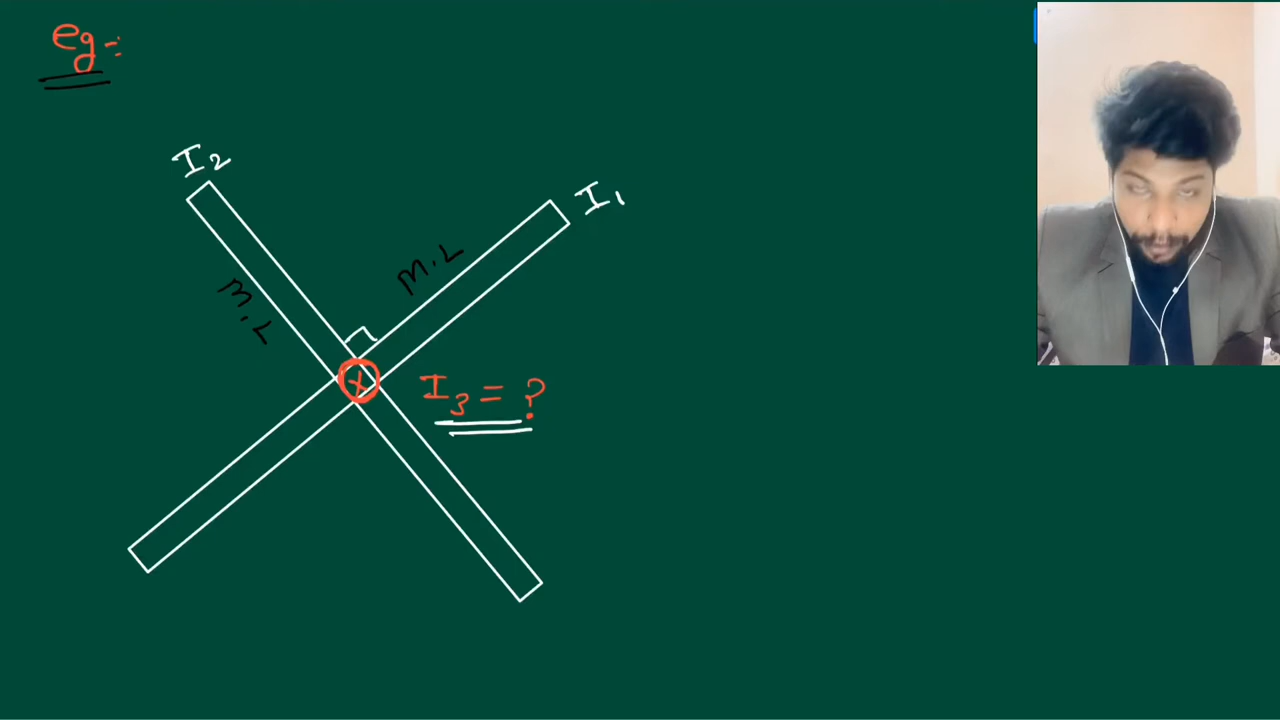 eg-:
I2
I1
M.L
M.L
x
I3 = ?